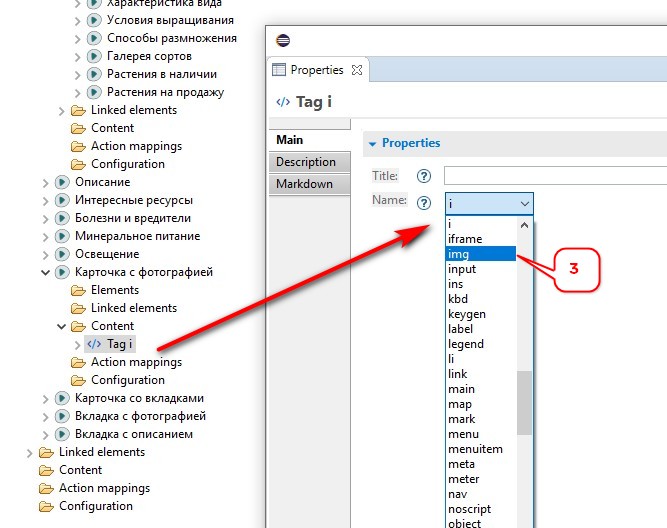 Характеристика вида
Условия выращивания
Способы размножения
Галерея сортов
Растения в наличии
Растения на продажу
Linked elements
Content
Action mappings
Configuration
Описание
Интересные ресурсы
Болезни и вредители
Минеральное питание
Освещение
Карточка с фотографией
Elements
Linked elements
Content
Tag i
Action mappings
Configuration
Карточка со вкладками
Вкладка с фотографией
Вкладка с описанием
Linked elements
Content
Action mappings
Configuration
Properties
Tag i
Main
Description
Markdown
Properties
Title:
Name:
i
i
iframe
img
input
ins
kbd
keygen
label
legend
li
link
main
map
mark
menu
menuitem
meta
meter
nav
noscript
object
3